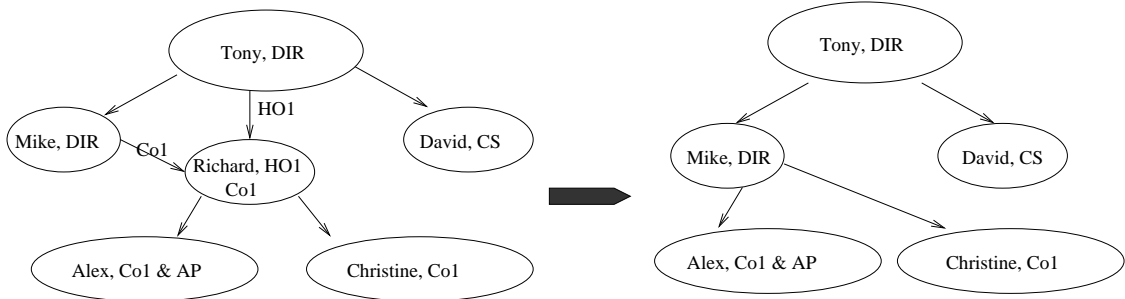 Tony, DIR
HO1
Mike, DIR
Co1
David, CS
Richard, HO1
Co1
Alex, Co1 & AP
Christine, Co1
Tony, DIR
Mike, DIR
David, CS
Alex, Co1 & AP
Christine, Co1